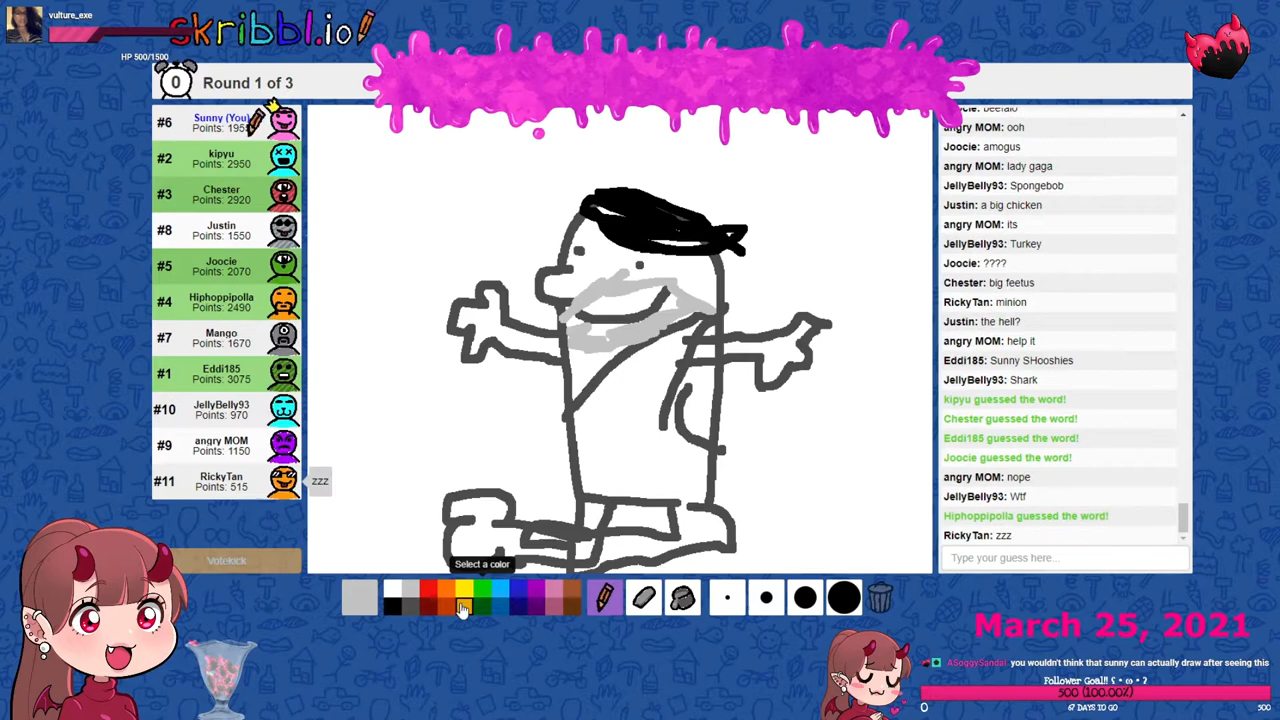 vulture_exe
skribbl.io
HP 500/1500
0
Round 1 of 3
#6
Sunny (You)
Points: 1955
#2
kipyu
Points: 2950
#3
Chester
Points: 2920
#8
Justin
Points: 1550
#5
Joocie
Points: 2070
#4
Hiphoppipolla
Points: 2490
#7
Mango
Points: 1670
#1
Eddi185
Points: 3075
#10
JellyBelly93
Points: 970
#9
angry MOM
Points: 1150
#11
RickyTan
Points: 515
zzz
Votekick
Select a color
angry MOM: ooh
Joocie: amogus
angry MOM: lady gaga
JellyBelly93: Spongebob
Justin: a big chicken
angry MOM: its
JellyBelly93: Turkey
Joocie: ????
Chester: big feetus
RickyTan: minion
Justin: the hell?
angry MOM: help it
Eddi185: Sunny SHooshies
JellyBelly93: Shark
kipyu guessed the word!
Chester guessed the word!
Eddi185 guessed the word!
Joocie guessed the word!
angry MOM: nope
JellyBelly93: Wtf
Hiphoppipolla guessed the word!
RickyTan: zzz
Type your guess here...
March 25, 2021
ASoggySandal you wouldn't think that sunny can actually draw after seeing this
500 (100.00%)
0
67 DAYS TO GO
500